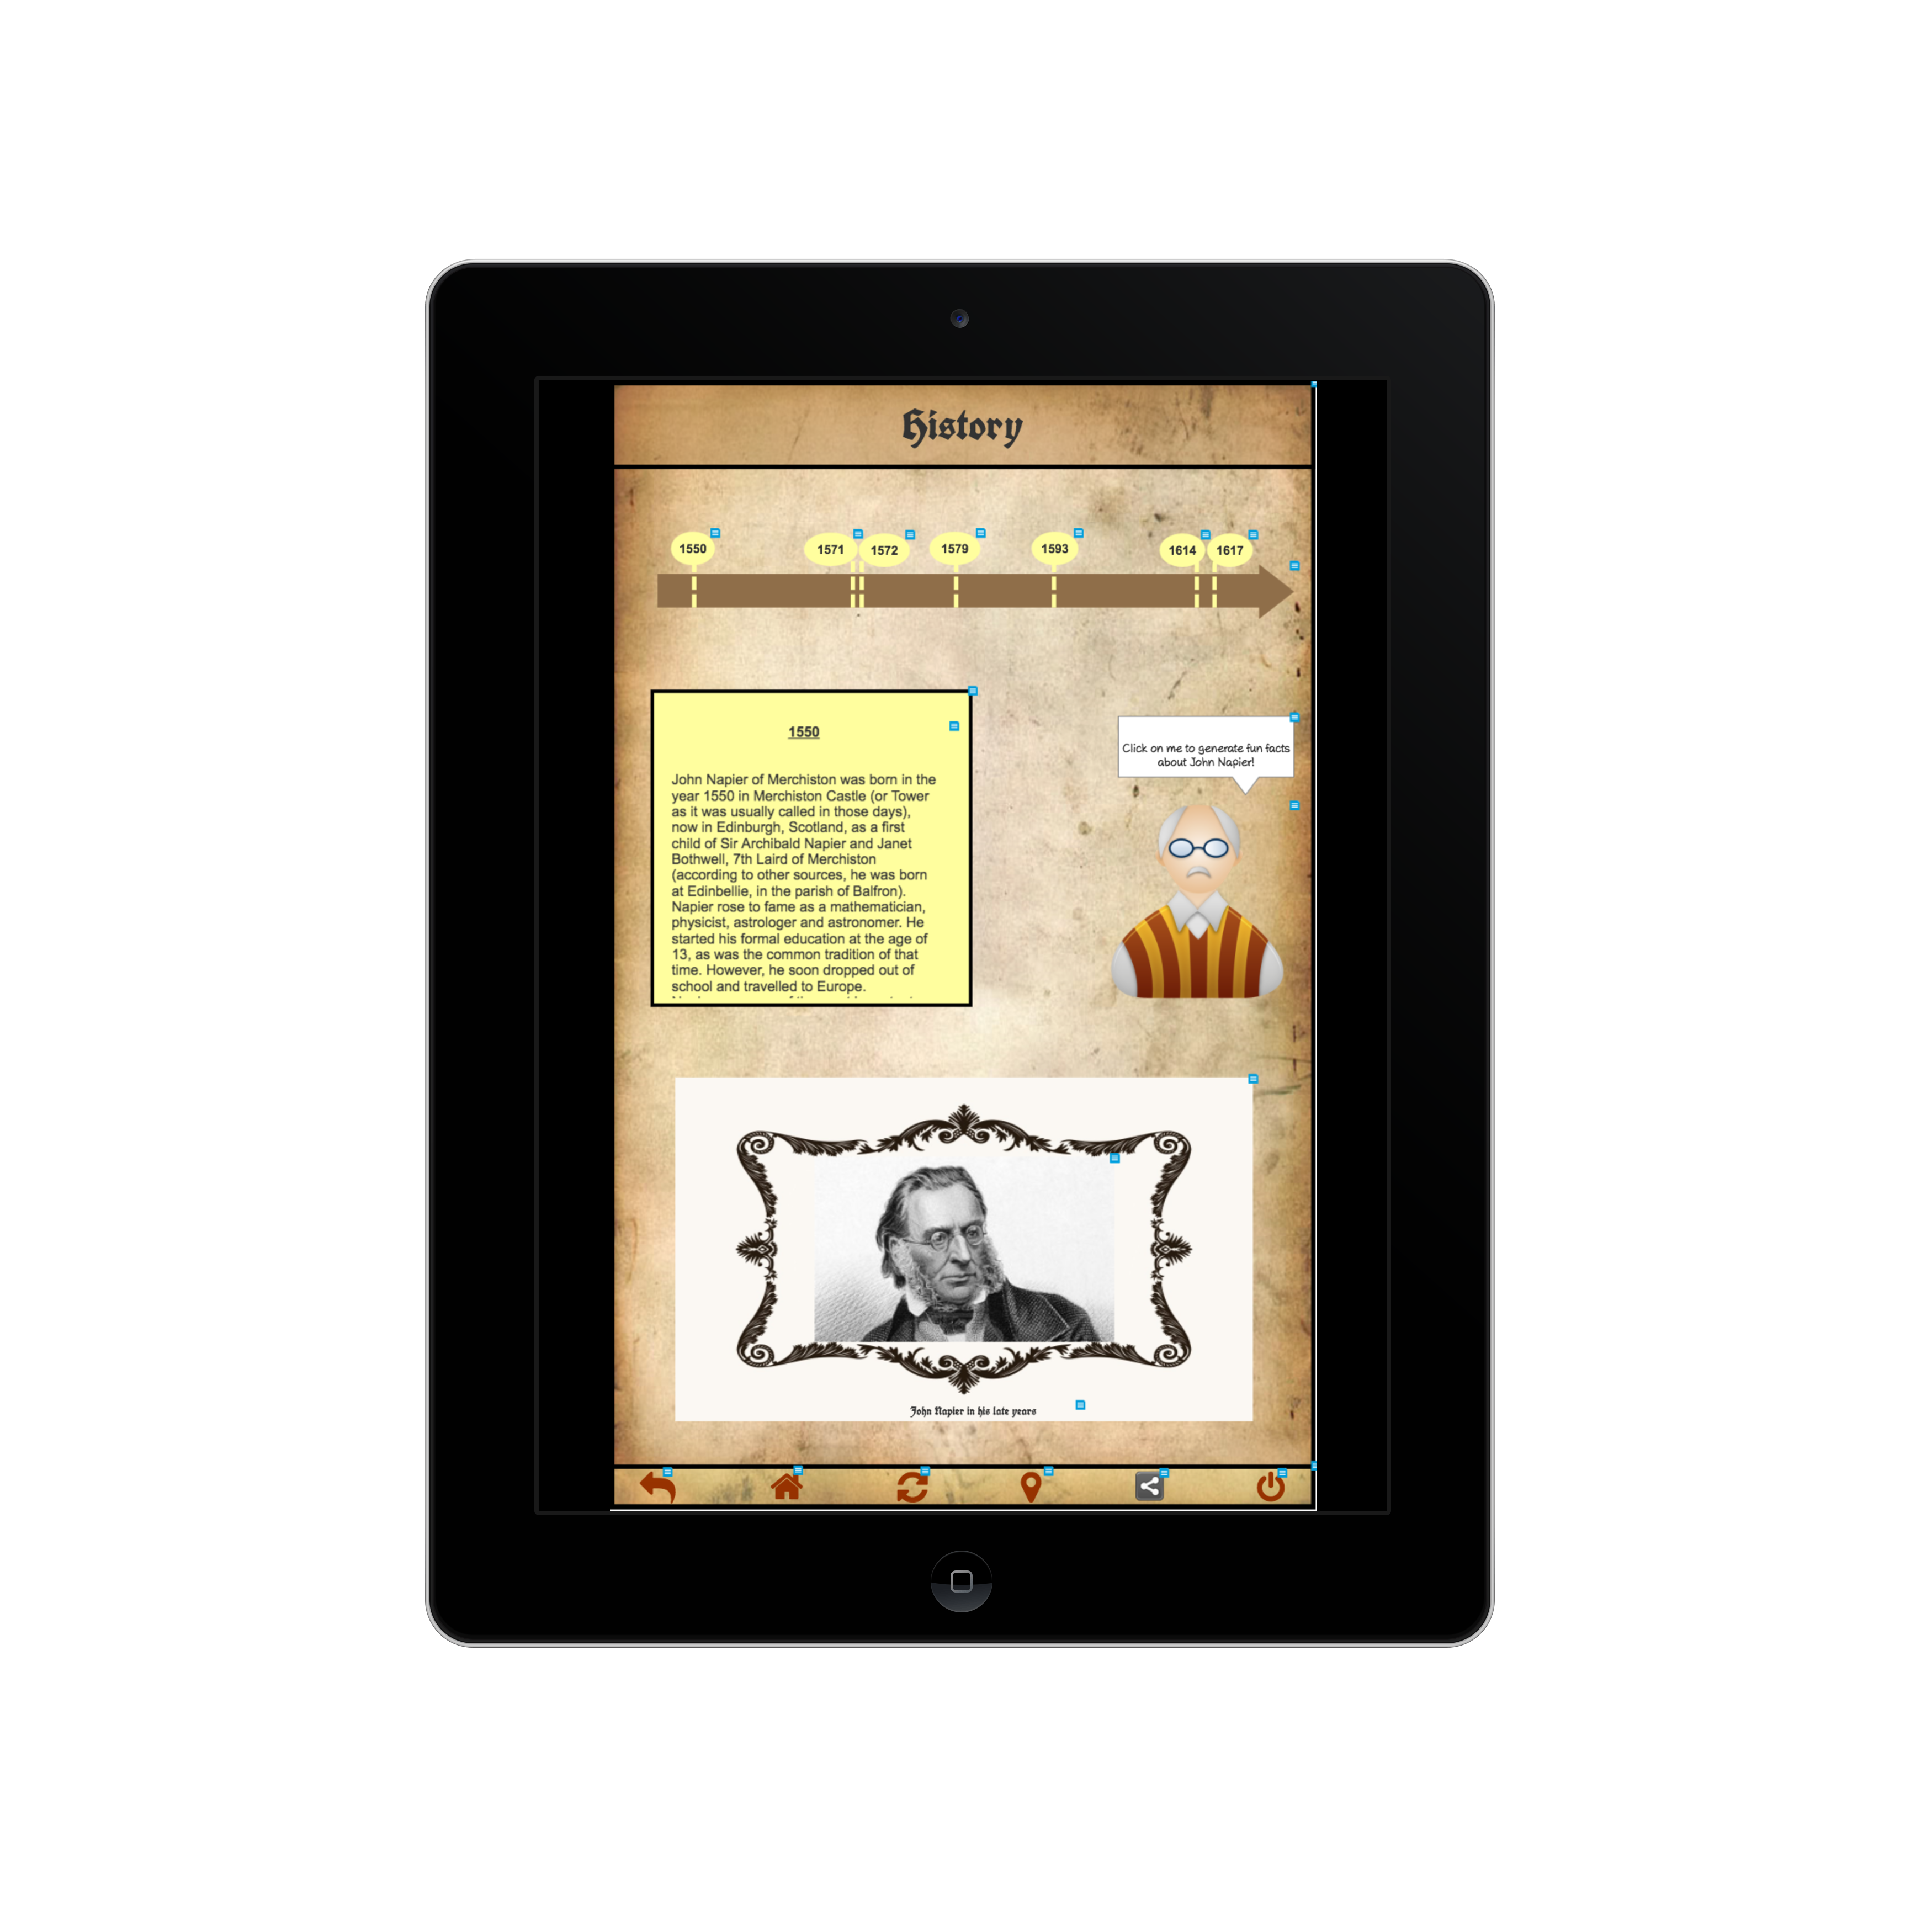 History
1550 1571 1572 1579 1593 1614 1617
1550
John Napier of Merchiston was born in the
year 1550 in Merchiston Castle (or Tower
as it was usually called in those days),
now in Edinburgh, Scotland, as a first
child of Sir Archibald Napier and Janet
Bothwell, 7th Laird of Merchiston
(according to other sources, he was born
at Edinbellie, in the parish of Balfron).
Napier rose to fame as a mathematician,
physicist, astrologer and astronomer. He
started his formal education at the age of
13, as was the common tradition of that
time. However, he soon dropped out of
school and travelled to Europe.
Click on me to generate fun facts
about John Napier!
John Napier in his late years